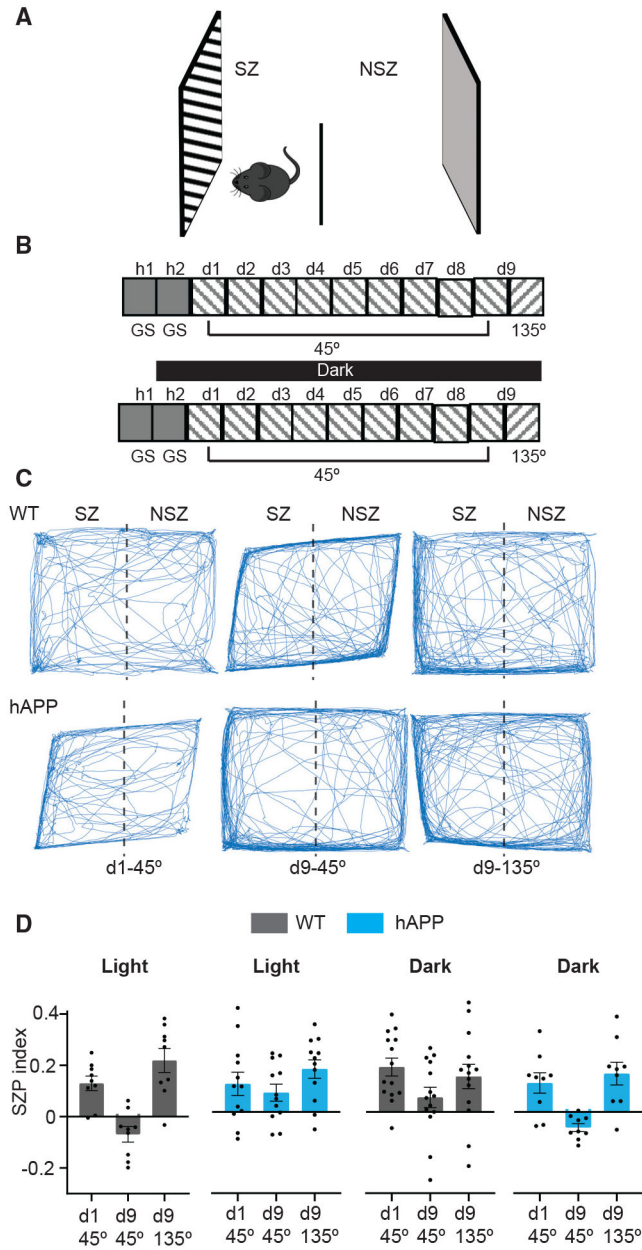 A
SZ NSZ
B
h1 h2 d1 d2 d3 d4 d5 d6 d7 d8 d9
GS GS 45º 135º
Dark
h1 h2 d1 d2 d3 d4 d5 d6 d7 d8 d9
GS GS 45º 135º
C
WT SZ NSZ SZ NSZ SZ NSZ
hAPP
d1-45º d9-45º d9-135º
D
WT hAPP
Light Light Dark Dark
SZP index
0.4
0.2
0
-0.2
d1 d9 d9 d1 d9 d9 d1 d9 d9 d1 d9 d9
45º 45º 135º 45º 45º 135º 45º 45º 135º 45º 45º 135º